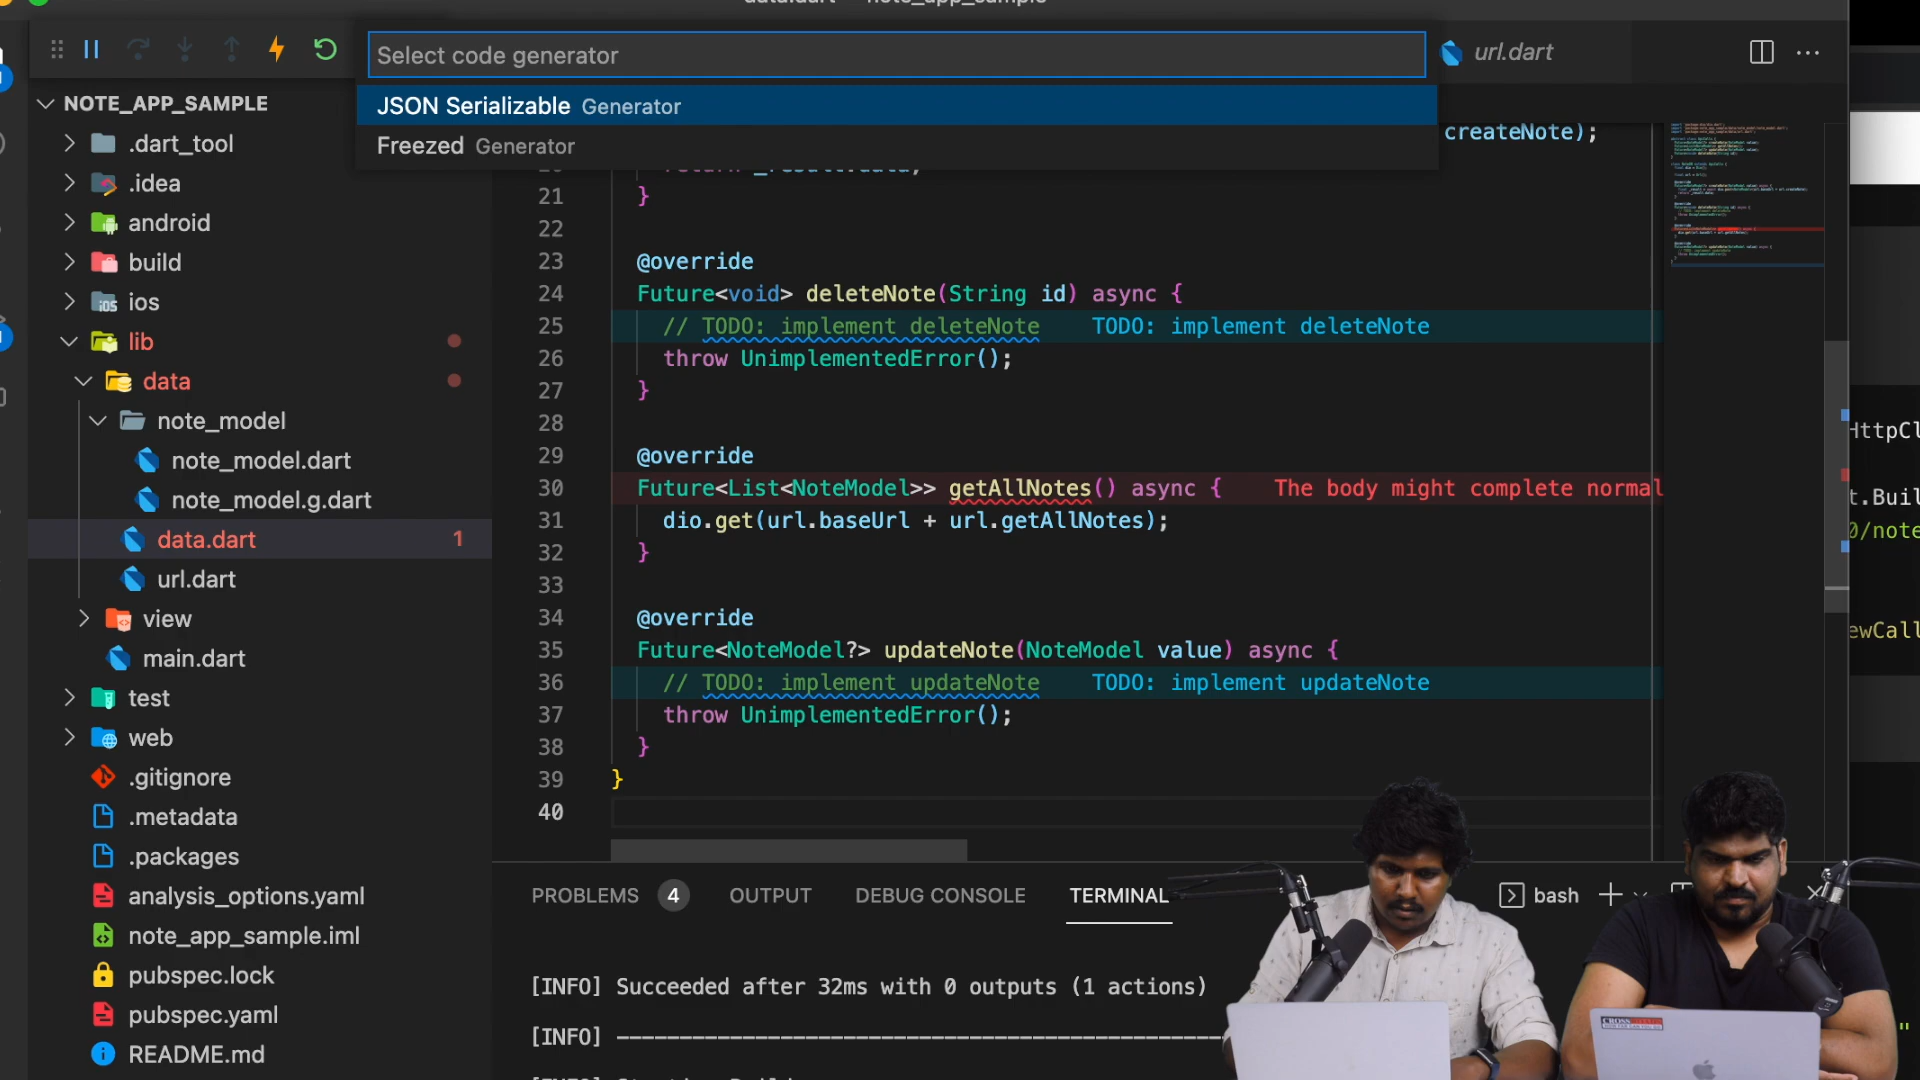 Select code generator
url.dart
JSON Serializable Generator
Freezed Generator
createNote);
NOTE_APP_SAMPLE
.dart_tool
.idea
android
build
ios
lib
data
note_model
note_model.dart
note_model.g.dart
data.dart 1
url.dart
view
main.dart
test
web
.gitignore
.metadata
.packages
analysis_options.yaml
note_app_sample.iml
pubspec.lock
pubspec.yaml
README.md
21 }
22
23 @override
24 Future<void> deleteNote(String id) async {
25 // TODO: implement deleteNote TODO: implement deleteNote
26 throw UnimplementedError();
27 }
28
29 @override
30 Future<List<NoteModel>> getAllNotes() async { The body might complete normal
31 dio.get(url.baseUrl + url.getAllNotes);
32 }
33
34 @override
35 Future<NoteModel?> updateNote(NoteModel value) async {
36 // TODO: implement updateNote TODO: implement updateNote
37 throw UnimplementedError();
38 }
39 }
40
PROBLEMS 4 OUTPUT DEBUG CONSOLE TERMINAL bash
[INFO] Succeeded after 32ms with 0 outputs (1 actions)
[INFO] ----------------------------------------------
HttpCl
t.Buil
0/note
ewCall